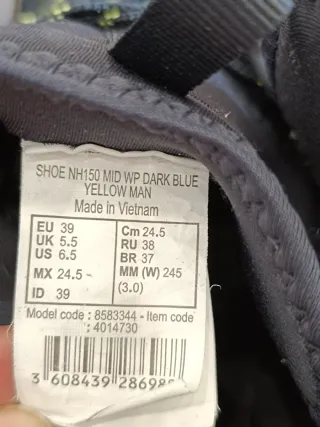 SHOE NH150 MID WP DARK BLUE
YELLOW MAN
Made in Vietnam
EU 39
UK 5.5
US 6.5
MX 24.5 -
ID 39
Cm 24.5
RU 38
BR 37
MM (W) 245
(3.0)
Model code : 8583344 - Item code
: 4014730
3 608439